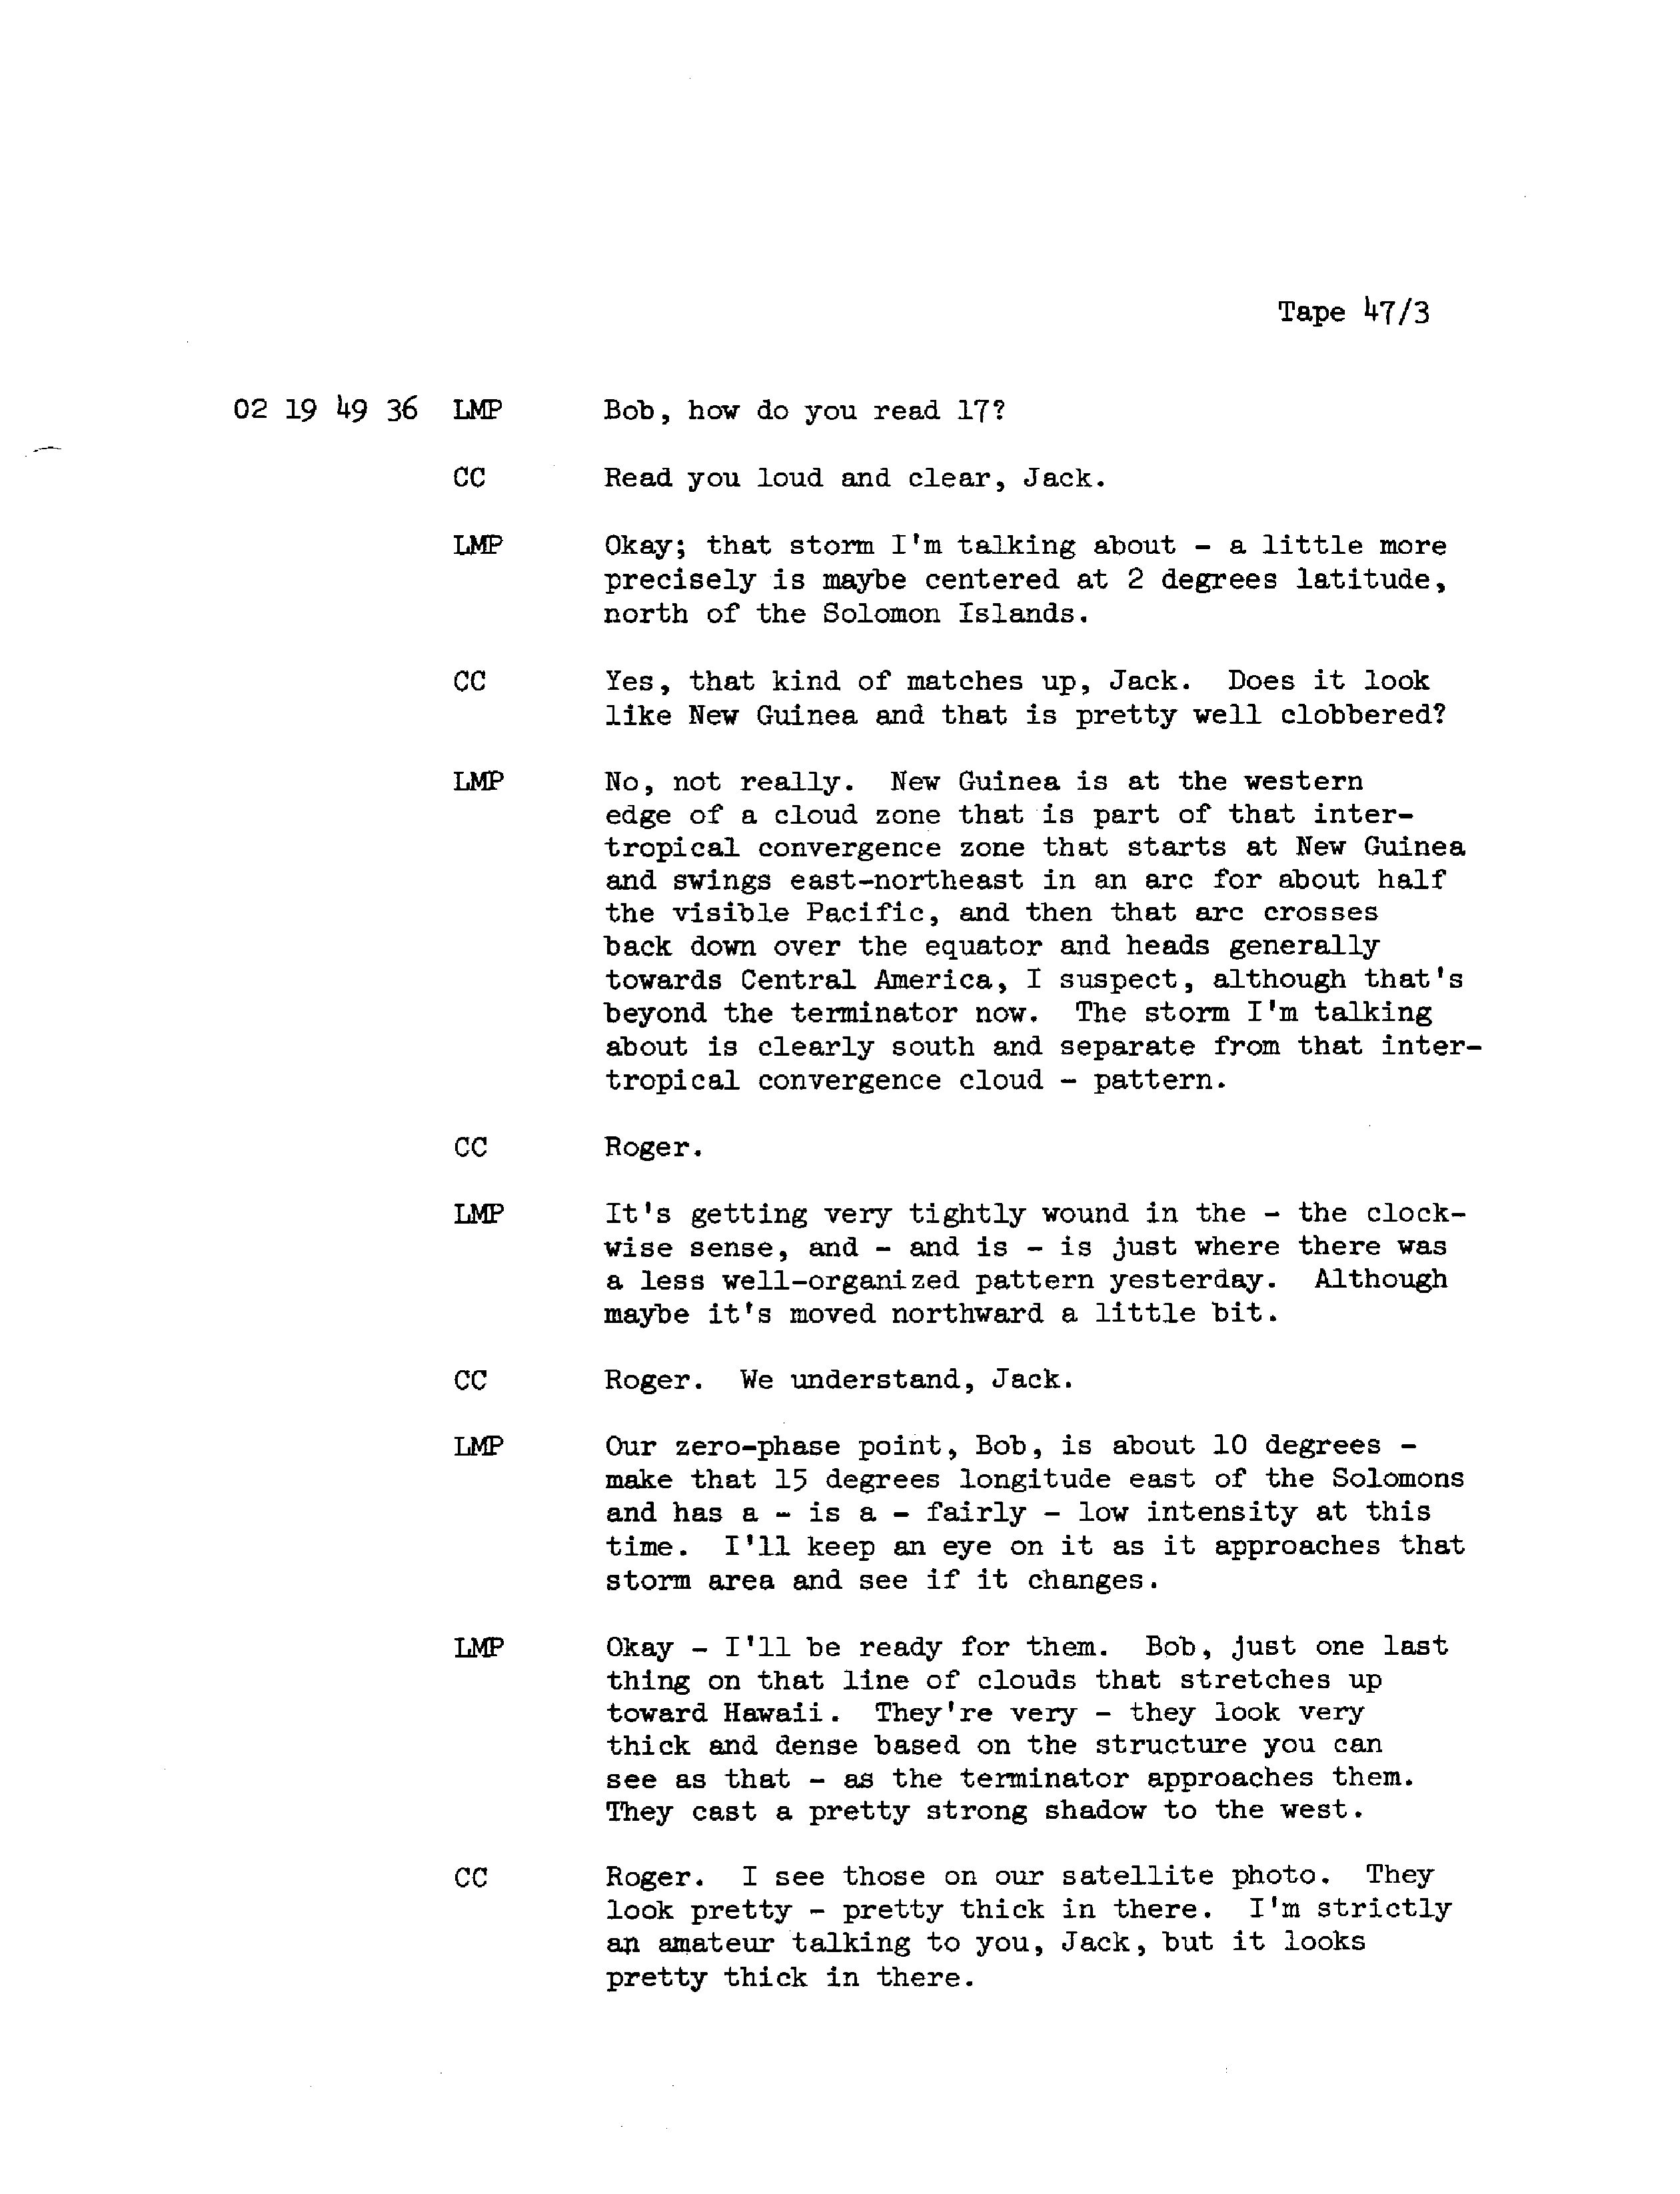 Tape 47/3
02 19 49 36 LMP Bob, how do you read 17?
CC Read you loud and clear, Jack.
LMP Okay; that storm I'm talking about - a little more
precisely is maybe centered at 2 degrees latitude,
north of the Solomon Islands.
CC Yes, that kind of matches up, Jack. Does it look
like New Guinea and that is pretty well clobbered?
LMP No, not really. New Guinea is at the western
edge of a cloud zone that is part of that inter-
tropical convergence zone that starts at New Guinea
and swings east-northeast in an arc for about half
the visible Pacific, and then that arc crosses
back down over the equator and heads generally
towards Central America, I suspect, although that's
beyond the terminator now. The storm I'm talking
about is clearly south and separate from that inter-
tropical convergence cloud - pattern.
CC Roger.
LMP It's getting very tightly wound in the - the clock-
wise sense, and - and is - is just where there was
a less well-organized pattern yesterday. Although
maybe it's moved northward a little bit.
CC Roger. We understand, Jack.
LMP Our zero-phase point, Bob, is about 10 degrees -
make that 15 degrees longitude east of the Solomons
and has a - is a - fairly - low intensity at this
time. I'll keep an eye on it as it approaches that
storm area and see if it changes.
LMP Okay - I'll be ready for them. Bob, just one last
thing on that line of clouds that stretches up
toward Hawaii. They're very - they look very
thick and dense based on the structure you can
see as that - as the terminator approaches them.
They cast a pretty strong shadow to the west.
CC Roger. I see those on our satellite photo. They
look pretty - pretty thick in there. I'm strictly
an amateur talking to you, Jack, but it looks
pretty thick in there.